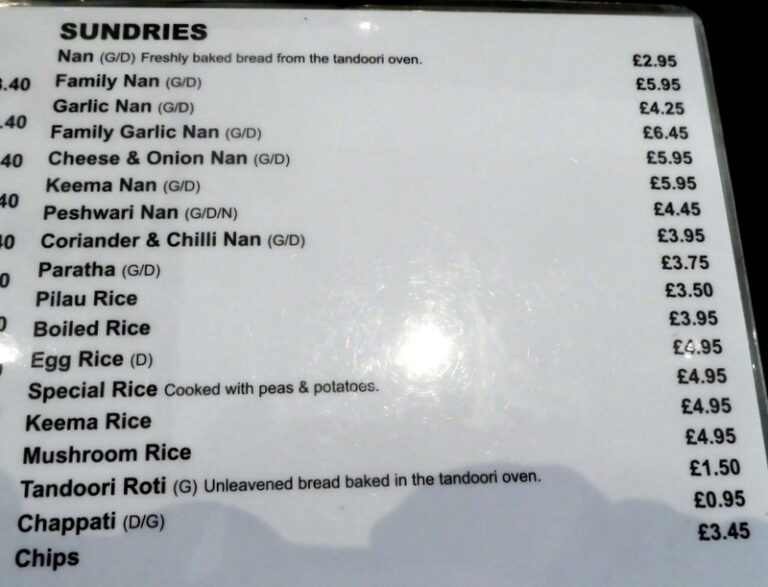 SUNDRIES
Nan (G/D) Freshly baked bread from the tandoori oven. £2.95
.40 Family Nan (G/D) £5.95
Garlic Nan (G/D) £4.25
.40 Family Garlic Nan (G/D) £6.45
40 Cheese & Onion Nan (G/D) £5.95
Keema Nan (G/D) £5.95
40 Peshwari Nan (G/D/N) £4.45
Coriander & Chilli Nan (G/D) £3.95
Paratha (G/D) £3.75
Pilau Rice £3.50
Boiled Rice £3.95
Egg Rice (D) £4.95
Special Rice Cooked with peas & potatoes. £4.95
Keema Rice £4.95
Mushroom Rice £4.95
Tandoori Roti (G) Unleavened bread baked in the tandoori oven. £1.50
Chappati (D/G) £0.95
Chips £3.45